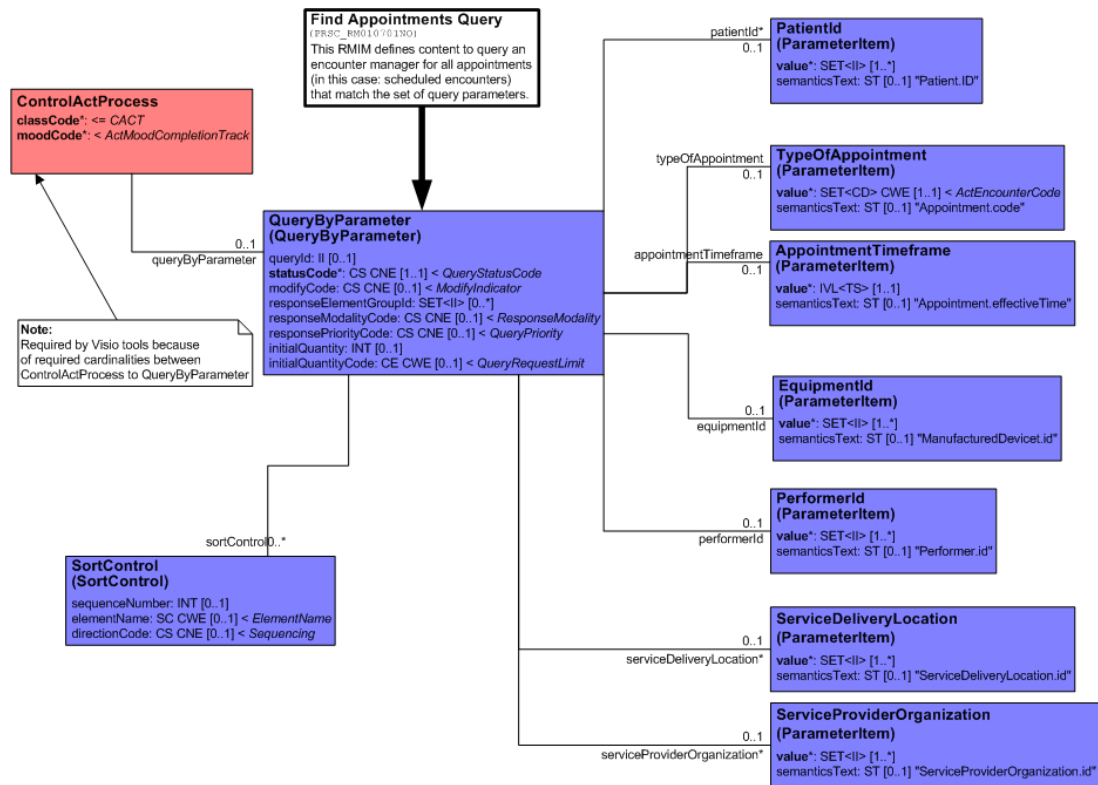 Find Appointments Query
(PRSC_RM010701NO)
This RMIM defines content to query an
encounter manager for all appointments
(in this case: scheduled encounters)
that match the set of query parameters.
ControlActProcess
classCode*: <= CACT
moodCode*: < ActMoodCompletionTrack
0..1
queryByParameter
Note:
Required by Visio tools because
of required cardinalities between
ControlActProcess to QueryByParameter
QueryByParameter
(QueryByParameter)
queryId: II [0..1]
statusCode*: CS CNE [1..1] < QueryStatusCode
modifyCode: CS CNE [0..1] < ModifyIndicator
responseElementGroupId: SET<II> [0..*]
responseModalityCode: CS CNE [0..1] < ResponseModality
responsePriorityCode: CS CNE [0..1] < QueryPriority
initialQuantity: INT [0..1]
initialQuantityCode: CE CWE [0..1] < QueryRequestLimit
sortControl0..*
SortControl
(SortControl)
sequenceNumber: INT [0..1]
elementName: SC CWE [0..1] < ElementName
directionCode: CS CNE [0..1] < Sequencing
patientId*
0..1
PatientId
(ParameterItem)
value*: SET<II> [1..*]
semanticsText: ST [0..1] "Patient.ID"
typeOfAppointment
0..1
TypeOfAppointment
(ParameterItem)
value*: SET<CD> CWE [1..1] < ActEncounterCode
semanticsText: ST [0..1] "Appointment.code"
appointmentTimeframe
0..1
AppointmentTimeframe
(ParameterItem)
value*: IVL<TS> [1..1]
semanticsText: ST [0..1] "Appointment.effectiveTime"
0..1
equipmentId
EquipmentId
(ParameterItem)
value*: SET<II> [1..*]
semanticsText: ST [0..1] "ManufacturedDevicet.id"
0..1
performerId
PerformerId
(ParameterItem)
value*: SET<II> [1..*]
semanticsText: ST [0..1] "Performer.id"
0..1
serviceDeliveryLocation*
ServiceDeliveryLocation
(ParameterItem)
value*: SET<II> [1..*]
semanticsText: ST [0..1] "ServiceDeliveryLocation.id"
0..1
serviceProviderOrganization*
ServiceProviderOrganization
(ParameterItem)
value*: SET<II> [1..*]
semanticsText: ST [0..1] "ServiceProviderOrganization.id"